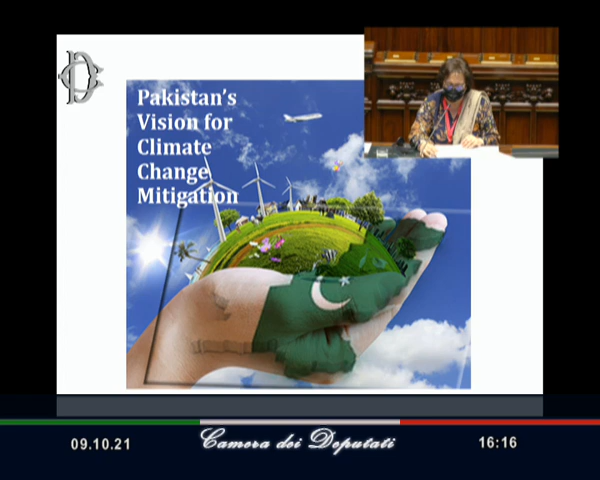 Pakistan's
Vision for
Climate
Change
Mitigation
09.10.21
Camera dei Deputati
16:16